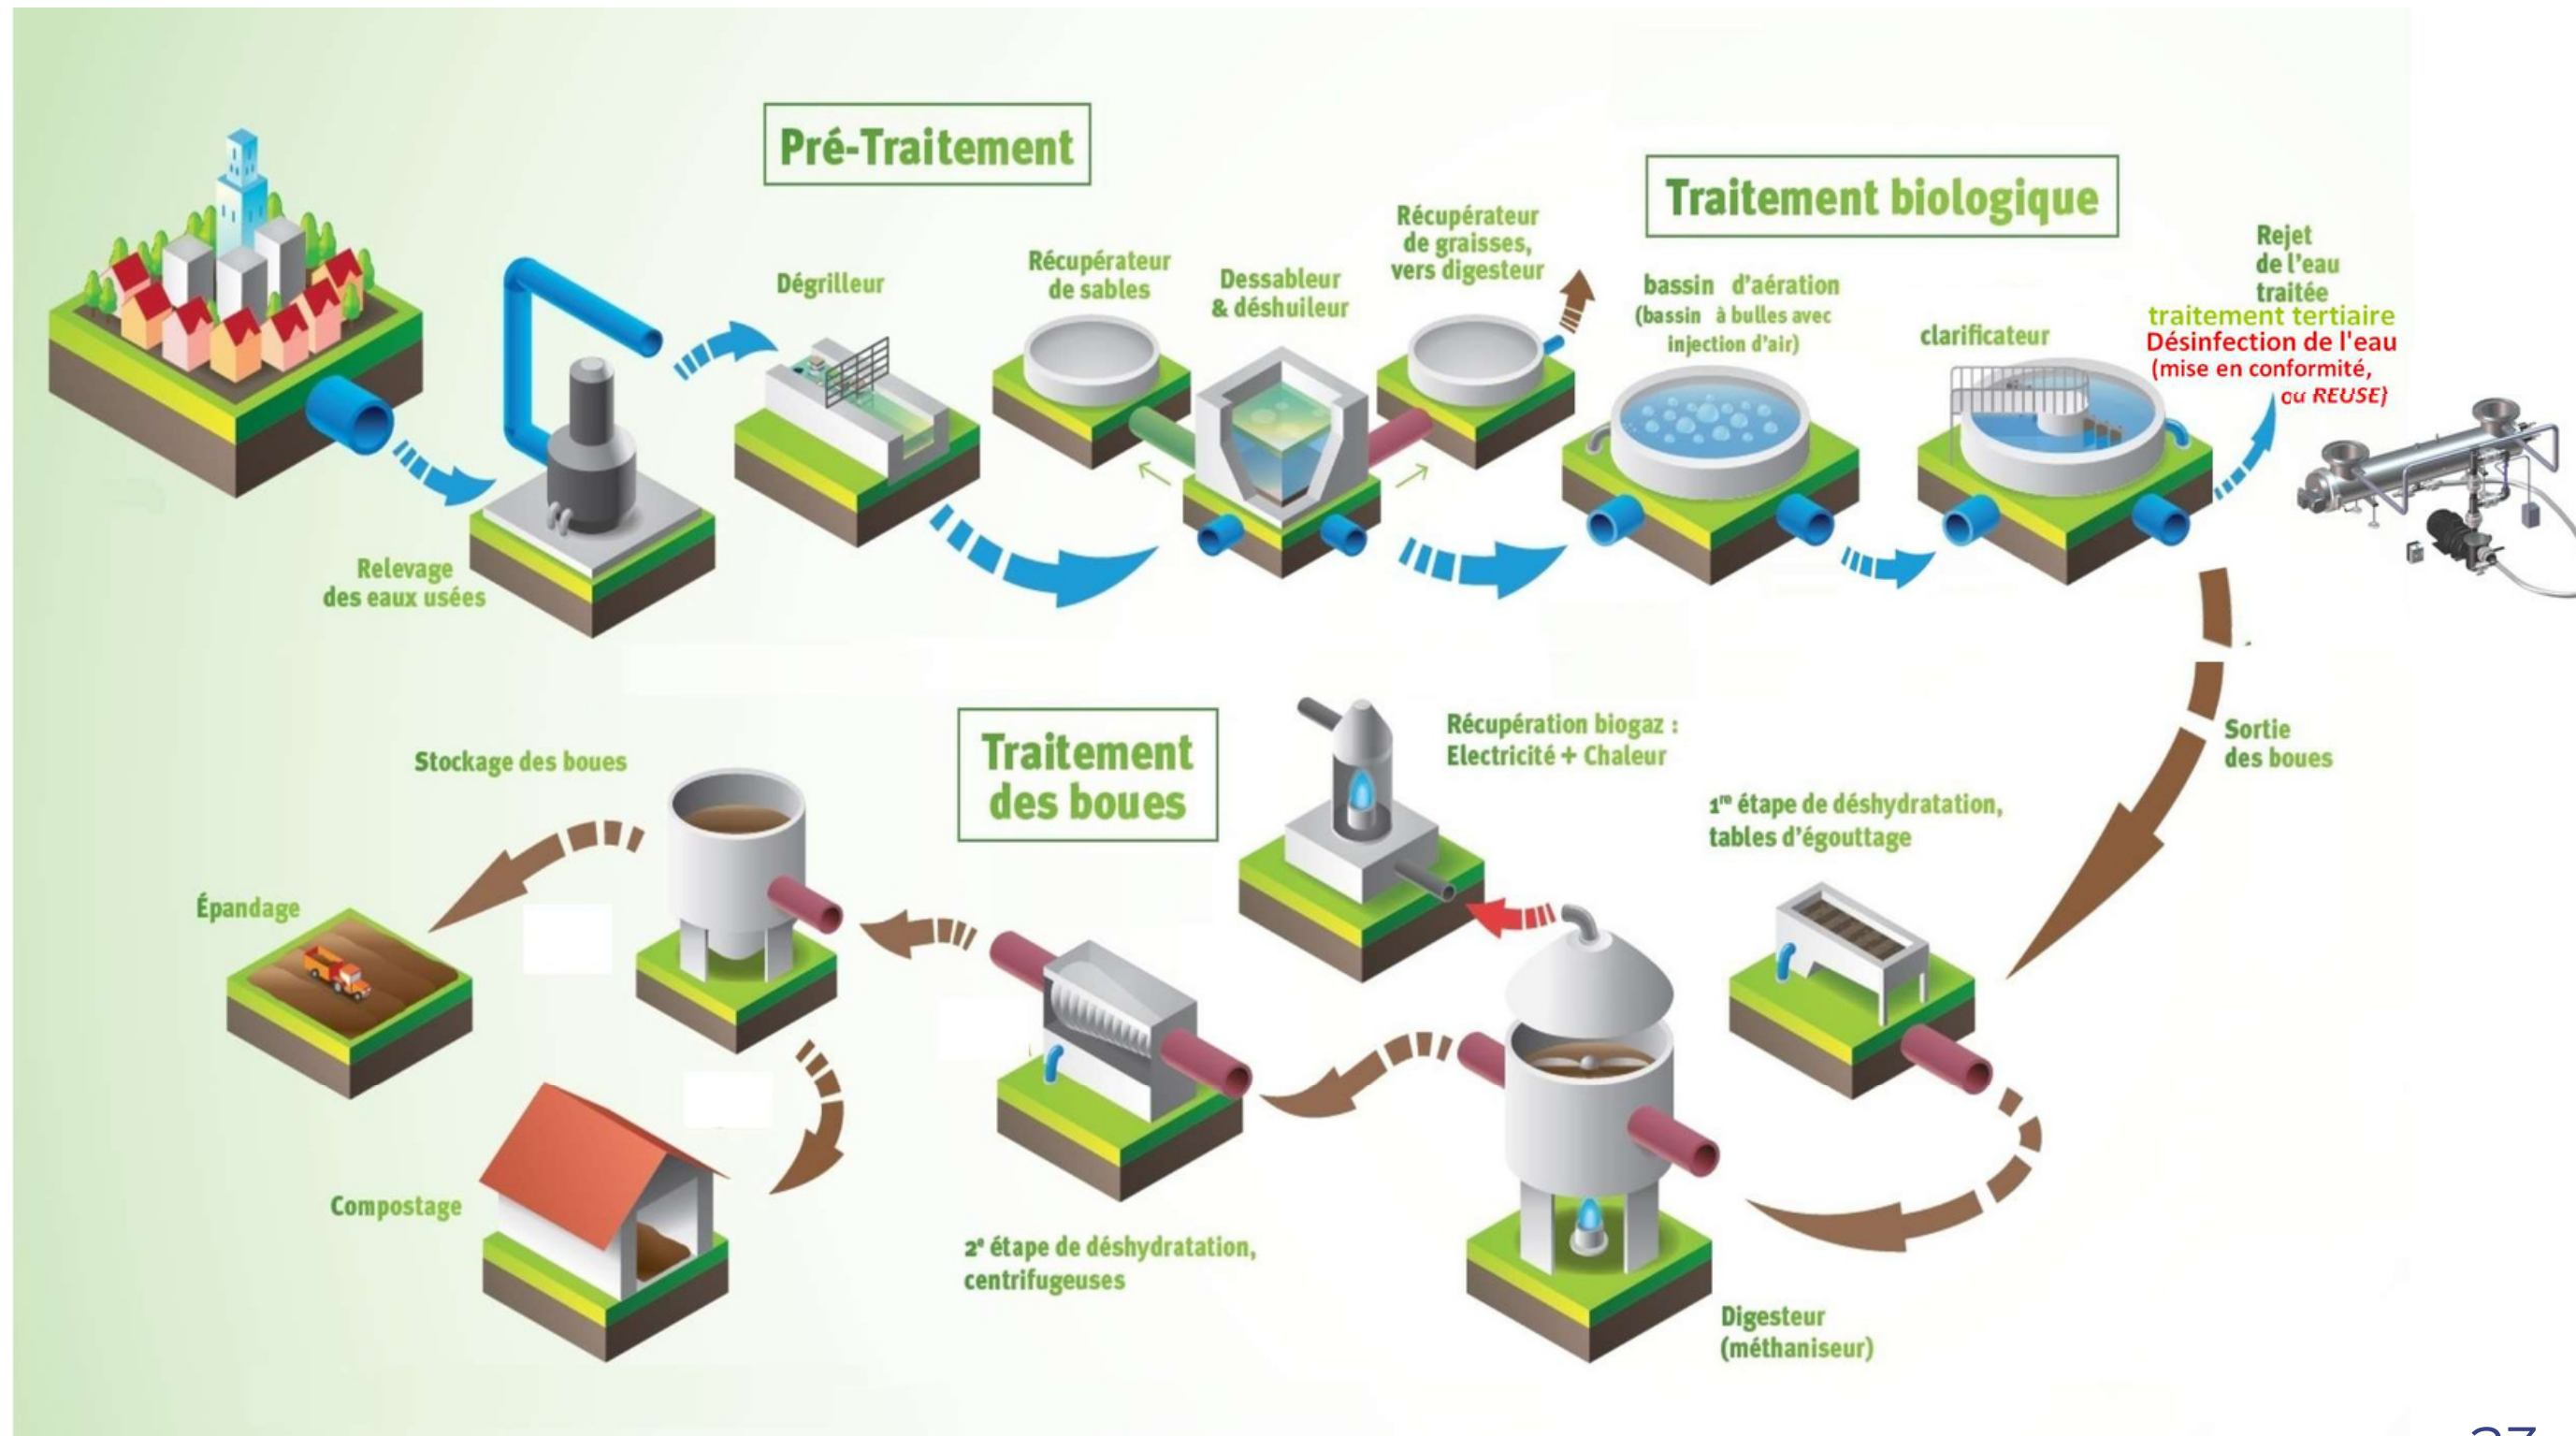 Pré-Traitement
Traitement biologique
Relevage
des eaux usées
Dégrilleur
Récupérateur
de sables
Dessableur
& déshuileur
Récupérateur
de graisses,
vers digesteur
bassin d'aération
(bassin à bulles avec
injection d'air)
clarificateur
Rejet
de l'eau
traitée
traitement tertiaire
Désinfection de l'eau
(mise en conformité,
ou REUSE)
Sortie
des boues
Traitement
des boues
1re étape de déshydratation,
tables d'égouttage
Récupération biogaz :
Electricité + Chaleur
Digesteur
(méthaniseur)
2e étape de déshydratation,
centrifugeuses
Stockage des boues
Épandage
Compostage